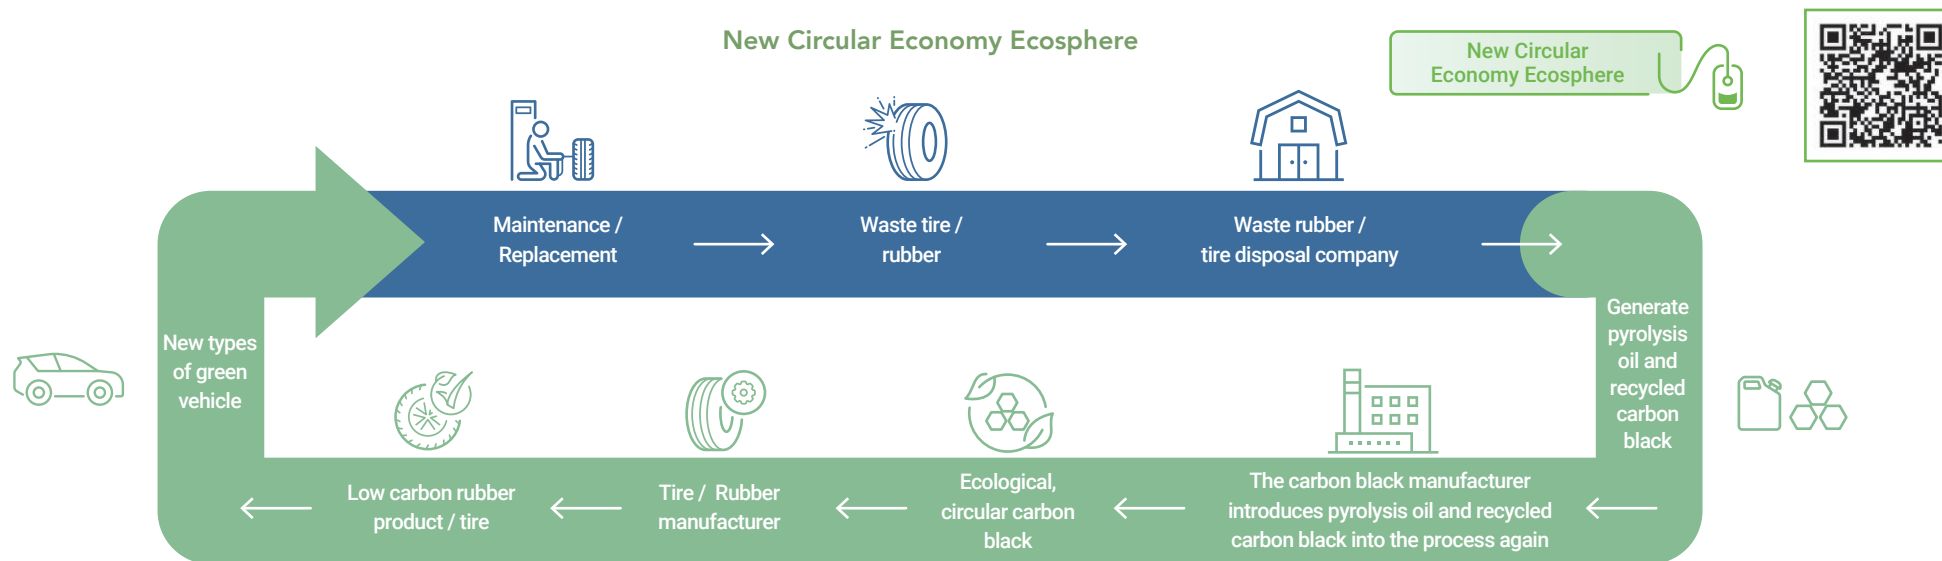 New Circular Economy Ecosphere
New Circular
Economy Ecosphere
Maintenance /
Replacement
Waste tire /
rubber
Waste rubber /
tire disposal company
Generate
pyrolysis
oil and
recycled
carbon
black
The carbon black manufacturer
introduces pyrolysis oil and recycled
carbon black into the process again
Ecological,
circular carbon
black
Tire / Rubber
manufacturer
Low carbon rubber
product / tire
New types
of green
vehicle